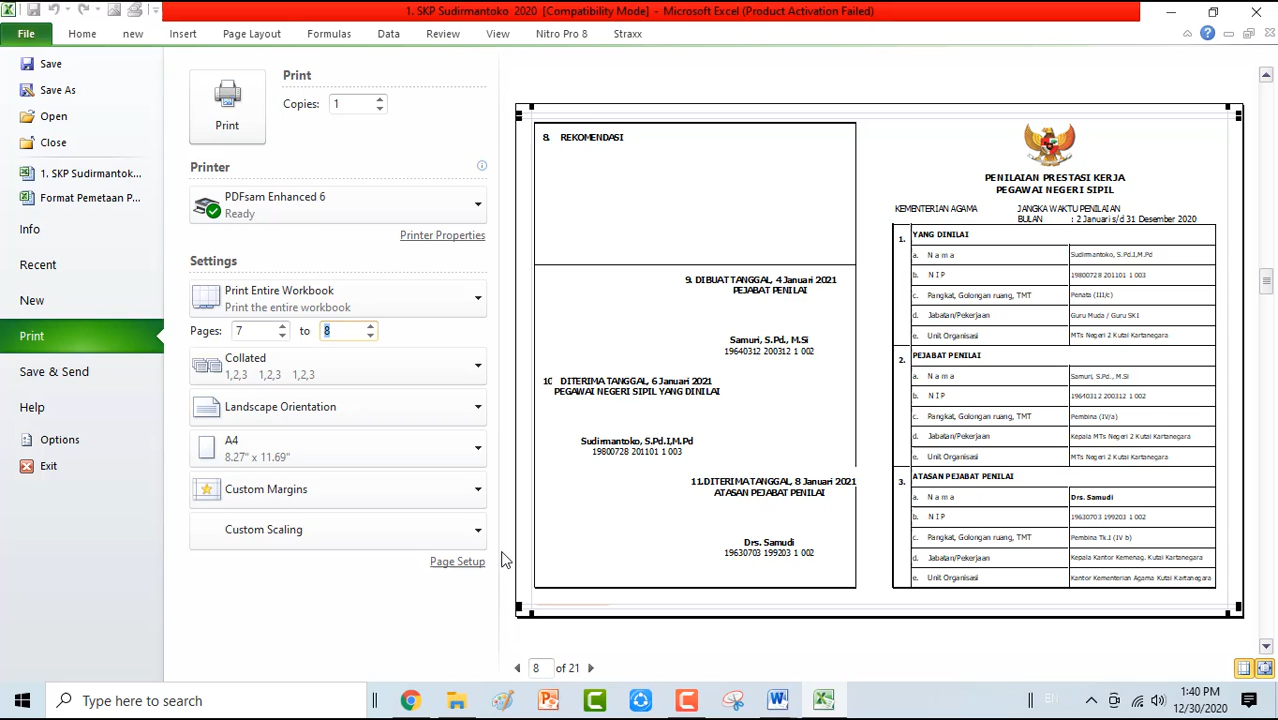 1. SKP Sudirmantoko  2020  [Compatibility Mode]  -  Microsoft Excel (Product Activation Failed)
File Home new Insert Page Layout Formulas Data Review View Nitro Pro 8 Straxx
Save
Save As
Open
Close
1. SKP Sudirmantok...
Format Pemetaan P...
Info
Recent
New
Print
Save & Send
Help
Options
Exit
Print
Print
Copies: 1
Printer
PDFsam Enhanced 6
Ready
Printer Properties
Settings
Print Entire Workbook
Print the entire workbook
Pages: 7 to 8
Collated
1,2,3 1,2,3 1,2,3
Landscape Orientation
A4
8.27" x 11.69"
Custom Margins
Custom Scaling
Page Setup
8. REKOMENDASI
9. DIBUAT TANGGAL, 4 Januari 2021
PEJABAT PENILAI
Samuri, S.Pd., M.Si
19640312 200312 1 002
10 DITERIMA TANGGAL, 6 Januari 2021
PEGAWAI NEGERI SIPIL YANG DINILAI
Sudirmantoko, S.Pd.I,M.Pd
19800728 201101 1 003
11.DITERIMA TANGGAL, 8 Januari 2021
ATASAN PEJABAT PENILAI
Drs. Samudi
19630703 199203 1 002
PENILAIAN PRESTASI KERJA
PEGAWAI NEGERI SIPIL
KEMENTERIAN AGAMA JANGKA WAKTU PENILAIAN
BULAN : 2 Januari s/d 31 Desember 2020
1. YANG DINILAI
a. N a m a Sudirmantoko, S.Pd.I,M.Pd
b. N I P 19800728 201101 1 003
c. Pangkat, Golongan ruang, TMT Penata (III/c)
d. Jabatan/Pekerjaan Guru Muda / Guru SKI
e. Unit Organisasi MTs Negeri 2 Kutai Kartanegara
2. PEJABAT PENILAI
a. N a m a Samuri, S.Pd., M.Si
b. N I P 19640312 200312 1 002
c. Pangkat, Golongan ruang, TMT Pembina (IV/a)
d. Jabatan/Pekerjaan Kepala MTs Negeri 2 Kutai Kartanegara
e. Unit Organisasi MTs Negeri 2 Kutai Kartanegara
3. ATASAN PEJABAT PENILAI
a. N a m a Drs. Samudi
b. N I P 19630703 199203 1 002
c. Pangkat, Golongan ruang, TMT Pembina Tk.I (IV b)
d. Jabatan/Pekerjaan Kepala Kantor Kemenag. Kutai Kartanegara
e. Unit Organisasi Kantor Kementerian Agama Kutai Kartanegara
8 of 21
Type here to search
EN
1:40 PM
12/30/2020